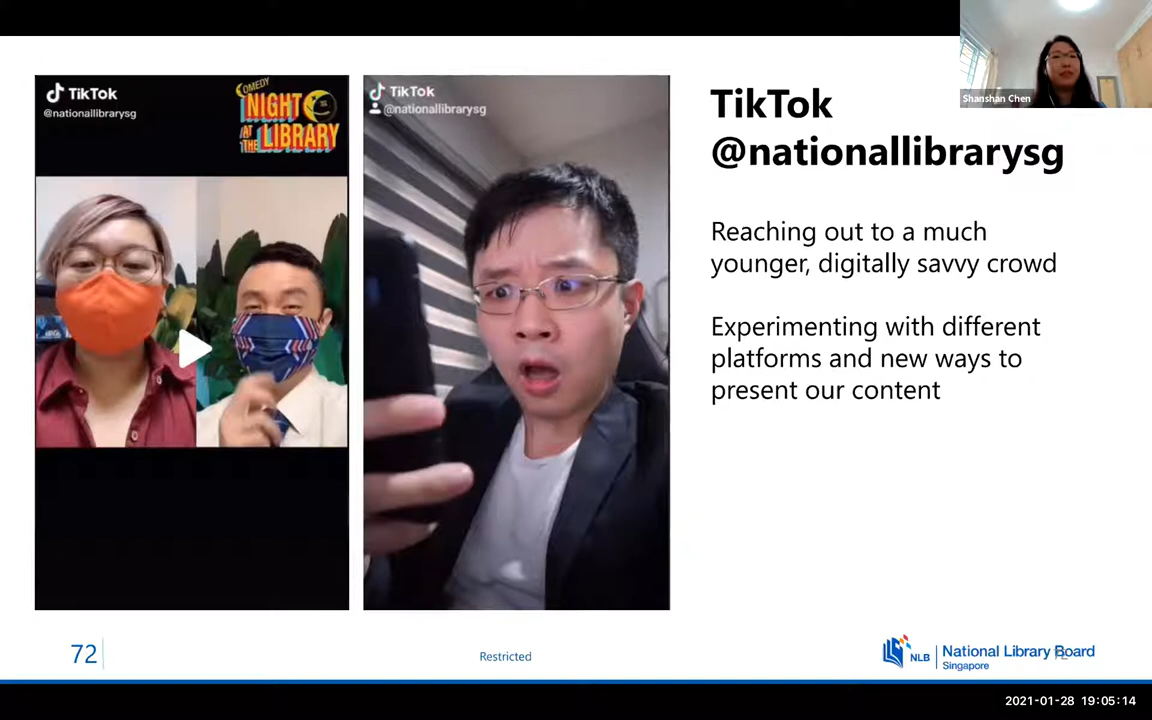 TikTok
@nationallibrarysg
COMEDY
NIGHT
AT
THE LIBRARY
TikTok
@nationallibrarysg
TikTok
@nationallibrarysg
Shanshan Chen
Reaching out to a much
younger, digitally savvy crowd
Experimenting with different
platforms and new ways to
present our content
72
Restricted
NLB
National Library Board
Singapore
2021-01-28 19:05:14